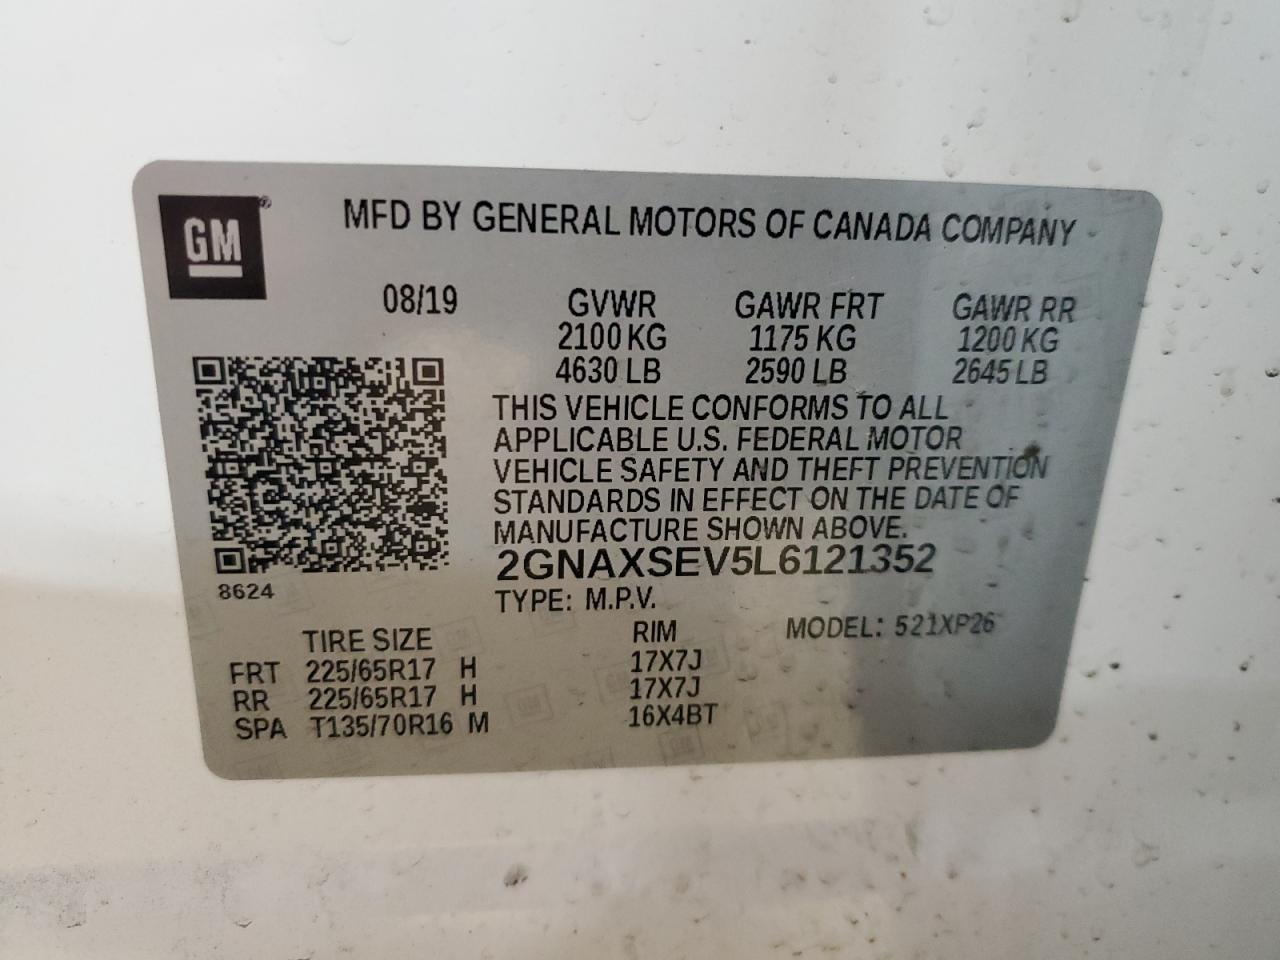 GM®
MFD BY GENERAL MOTORS OF CANADA COMPANY
08/19 GVWR GAWR FRT GAWR RR
2100 KG 1175 KG 1200 KG
4630 LB 2590 LB 2645 LB
THIS VEHICLE CONFORMS TO ALL
APPLICABLE U.S. FEDERAL MOTOR
VEHICLE SAFETY AND THEFT PREVENTION
STANDARDS IN EFFECT ON THE DATE OF
MANUFACTURE SHOWN ABOVE.
2GNAXSEV5L6121352
8624
TYPE: M.P.V.
MODEL: 521XP26
TIRE SIZE RIM
FRT 225/65R17 H 17X7J
RR 225/65R17 H 17X7J
SPA T135/70R16 M 16X4BT